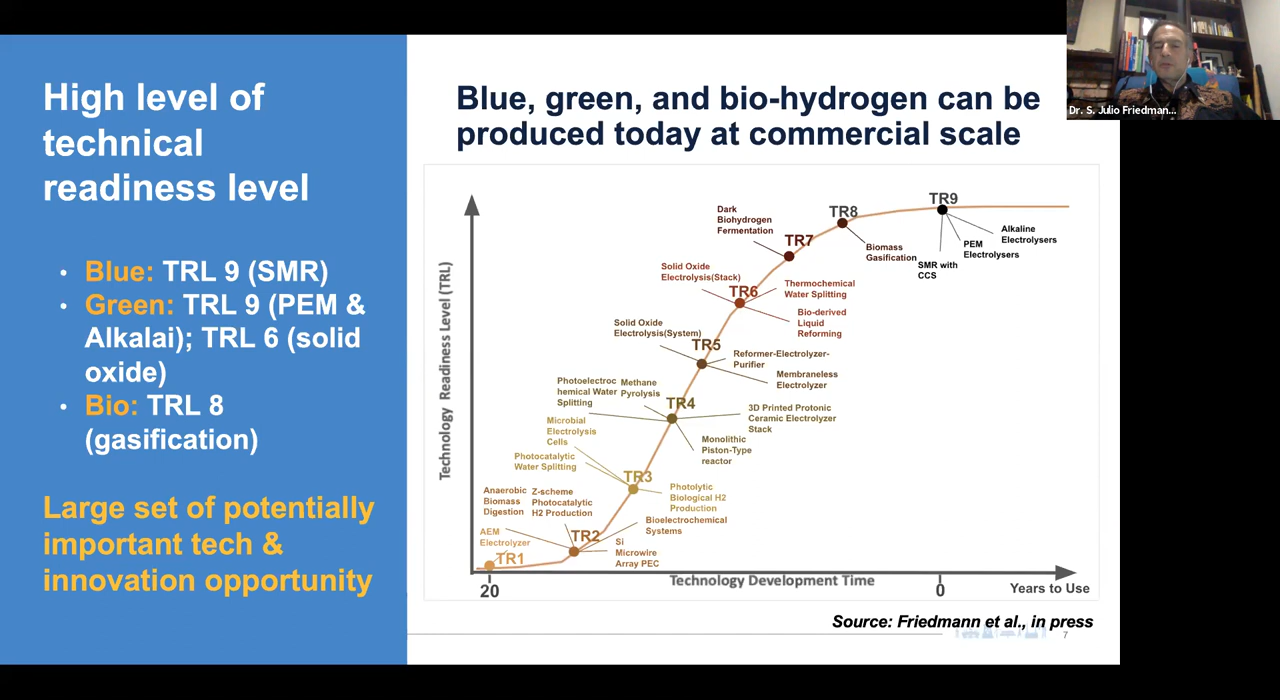 High level of
technical
readiness level
• Blue: TRL 9 (SMR)
• Green: TRL 9 (PEM &
Alkalai); TRL 6 (solid
oxide)
• Bio: TRL 8
(gasification)
Large set of potentially
important tech &
innovation opportunity
Blue, green, and bio-hydrogen can be
produced today at commercial scale
Dr. S. Julio Friedman...
Technology Readiness Level (TRL)
TR9
Alkaline
Electrolysers
PEM
Electrolysers
SMR with
CCS
TR8
Biomass
Gasification
Dark
Biohydrogen
Fermentation
TR7
Solid Oxide
Electrolysis(Stack)
TR6
Thermochemical
Water Splitting
Bio-derived
Liquid
Reforming
Solid Oxide
Electrolysis(System)
TR5
Reformer-Electrolyzer-
Purifier
Membraneless
Electrolyzer
Photoelectroc
hemical Water
Splitting
Methane
Pyrolysis
TR4
3D Printed Protonic
Ceramic Electrolyzer
Stack
Monolithic
Piston-Type
reactor
Microbial
Electrolysis
Cells
Photocatalytic
Water Splitting
TR3
Photolytic
Biological H2
Production
Anaerobic
Biomass
Digestion
Z-scheme
Photocatalytic
H2 Production
Bioelectrochemical
Systems
TR2
Si
Microwire
Array PEC
AEM
Electrolyzer
TR1
Technology Development Time
20
0
Years to Use
Source: Friedmann et al., in press
7